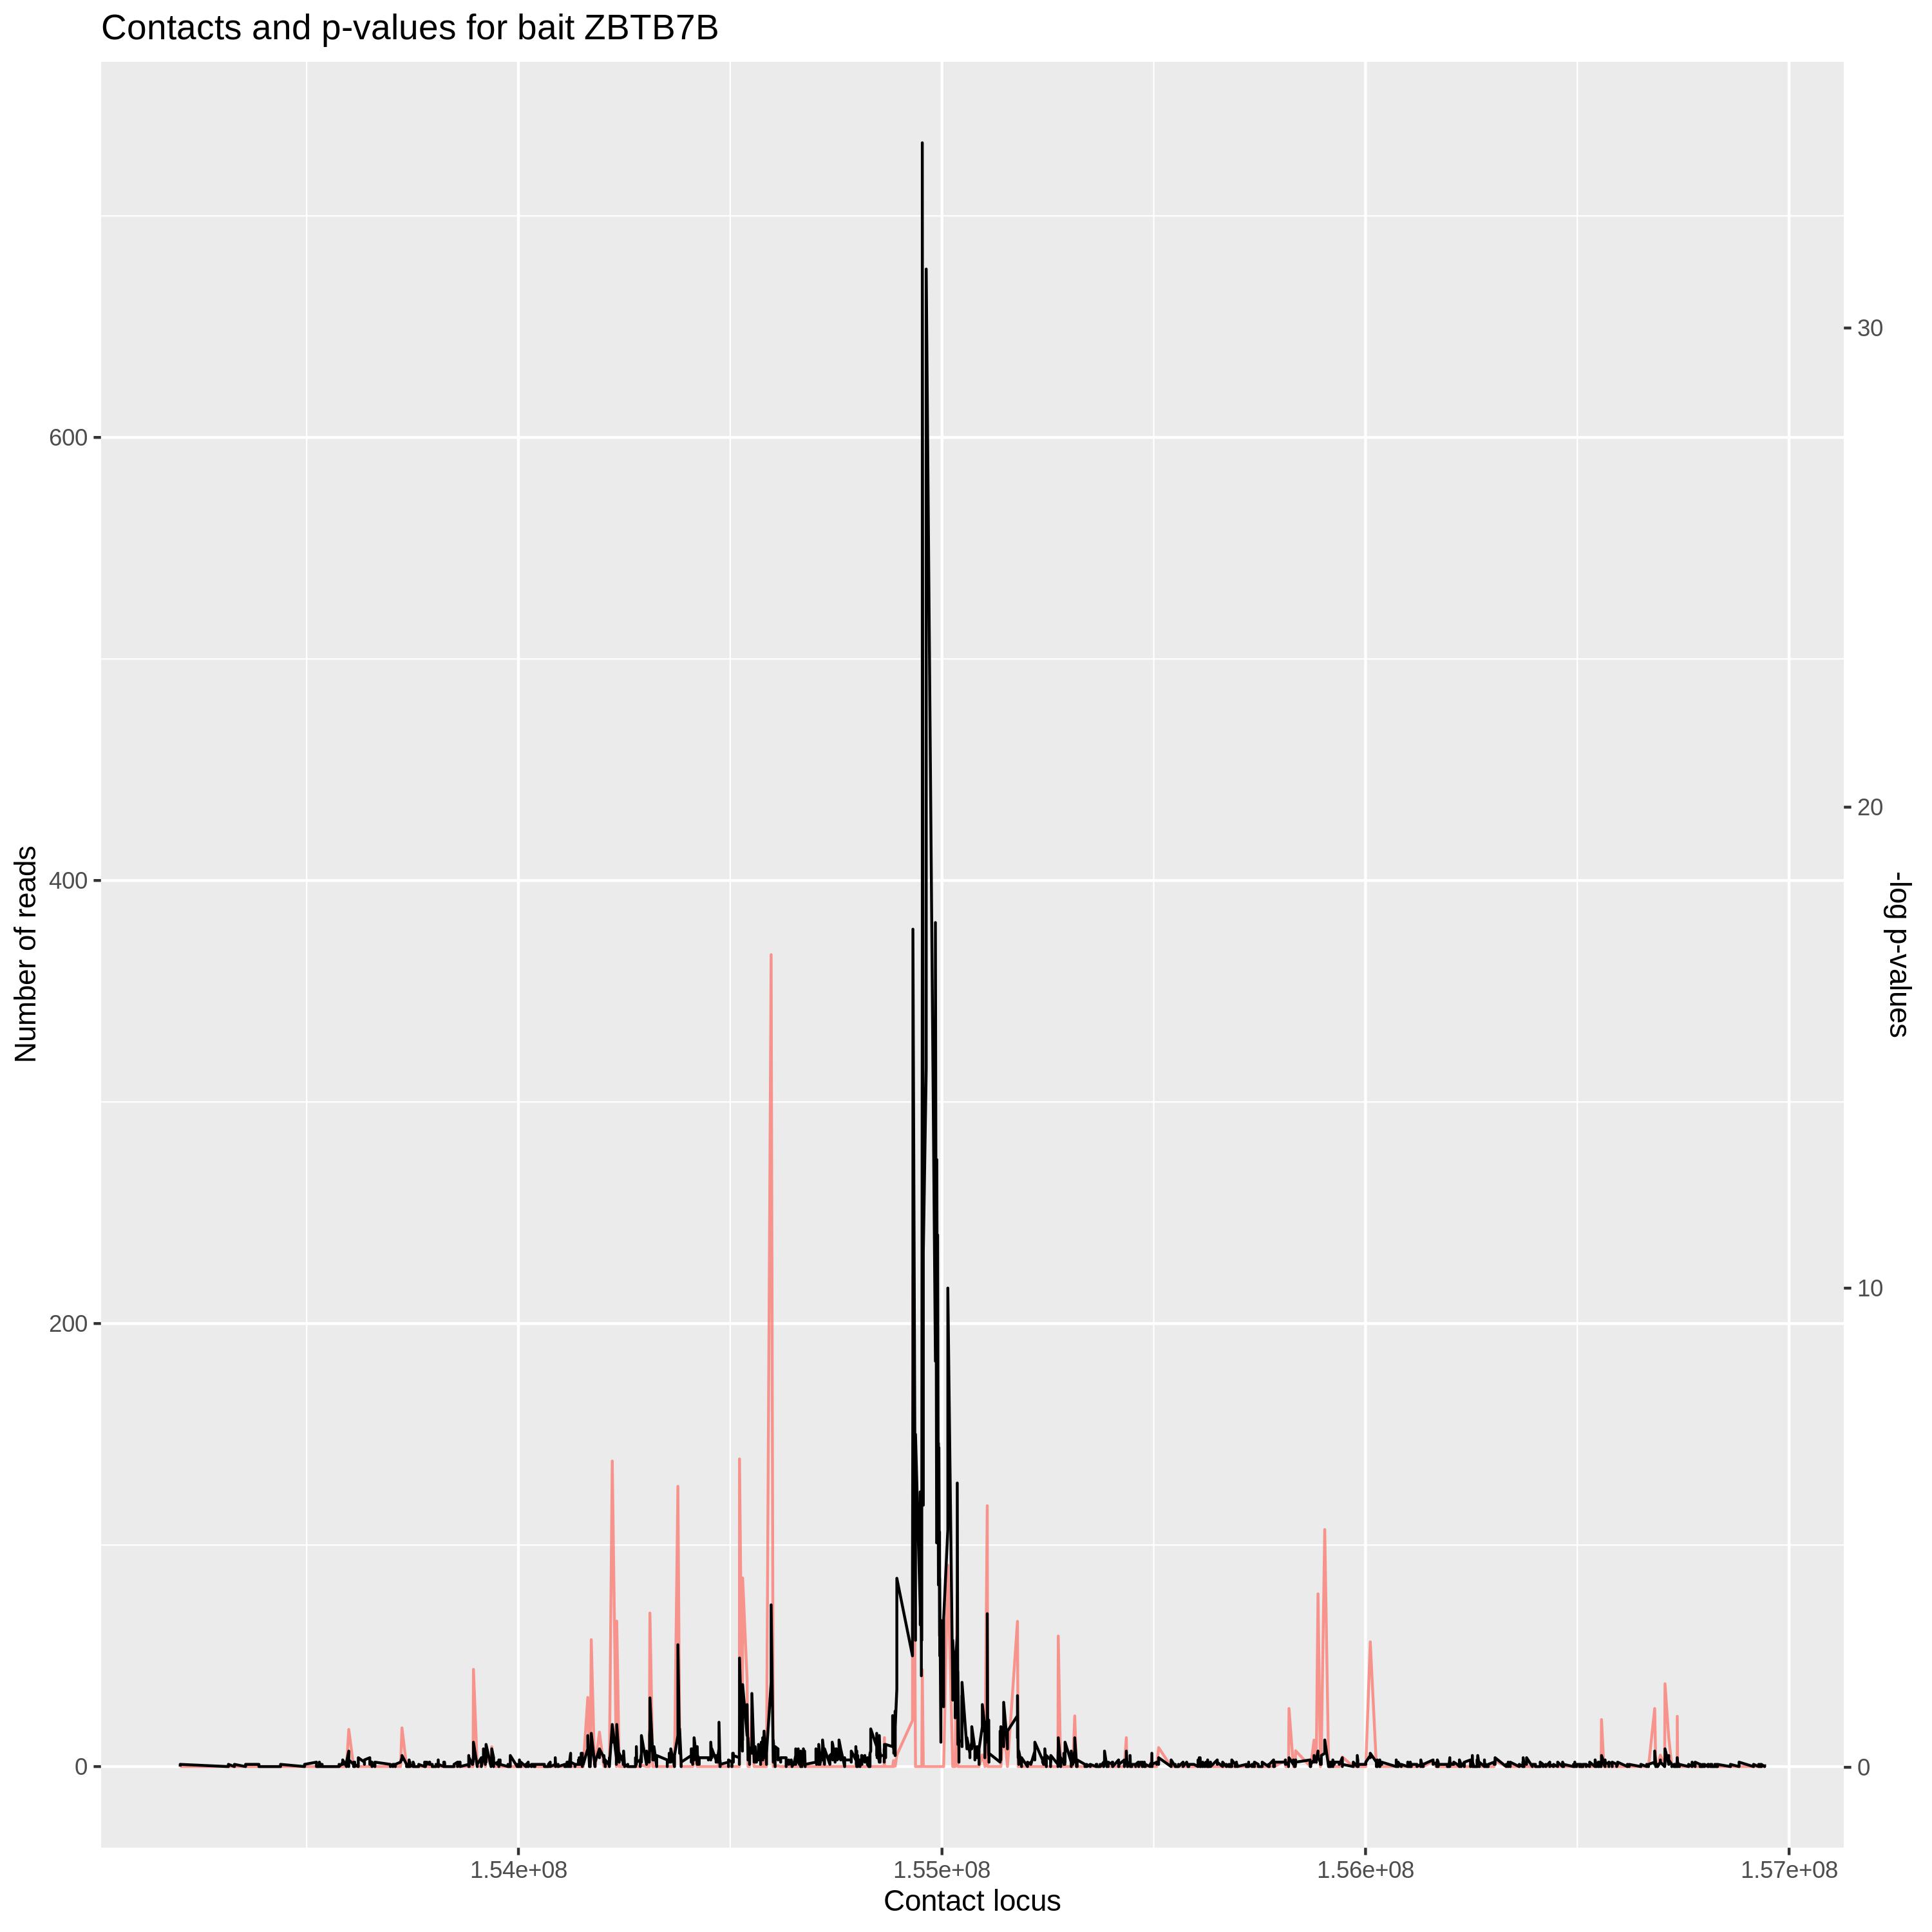 Contacts and p-values for bait ZBTB7B
Number of reads
600
400
200
0
30
20
10
0
-log p-values
1.54e+08
1.55e+08
1.56e+08
1.57e+08
Contact locus